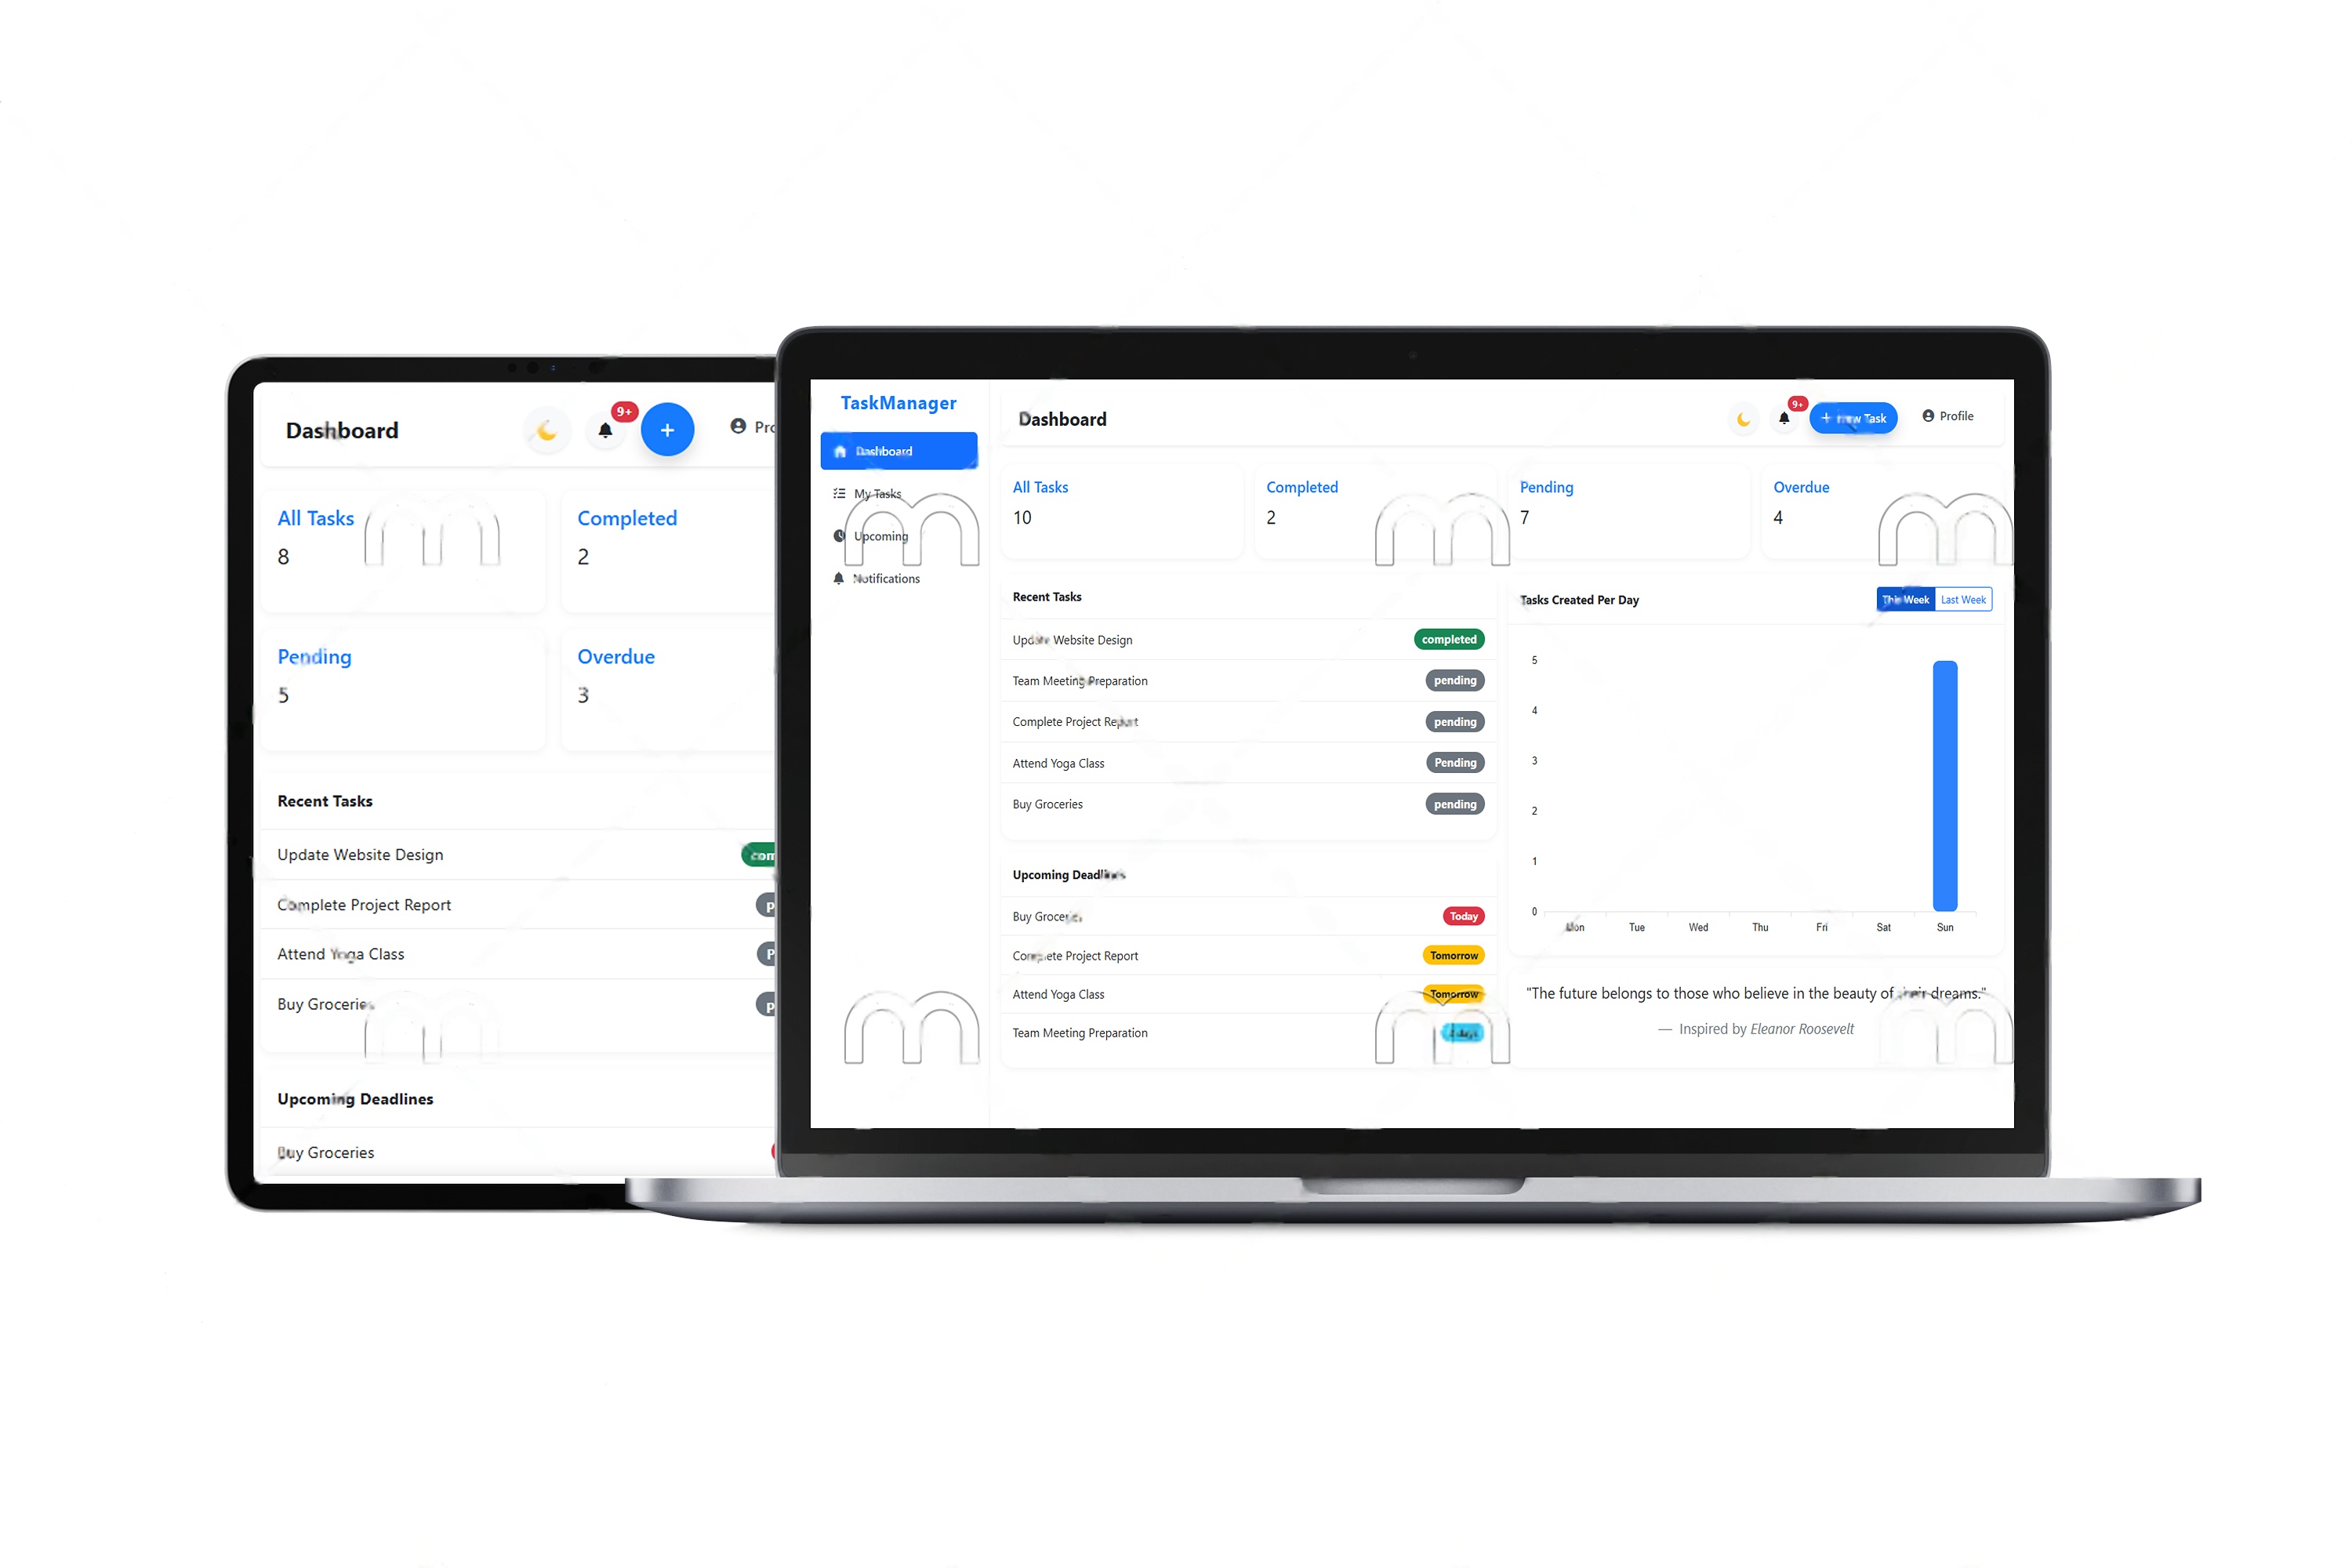 Dashboard
9+
+
All Tasks
8
Completed
2
Pending
5
Overdue
3
Recent Tasks
Update Website Design
Complete Project Report
Attend Yoga Class
Buy Groceries
Upcoming Deadlines
Buy Groceries
TaskManager
Dashboard
My Tasks
Upcoming
Notifications
Dashboard
9+
+ New Task
Profile
All Tasks
10
Completed
2
Pending
7
Overdue
4
Recent Tasks
Update Website Design completed
Team Meeting Preparation pending
Complete Project Report pending
Attend Yoga Class Pending
Buy Groceries pending
Upcoming Deadlines
Buy Groceries Today
Complete Project Report Tomorrow
Attend Yoga Class Tomorrow
Team Meeting Preparation
Tasks Created Per Day
This Week Last Week
5
4
3
2
1
0
Mon Tue Wed Thu Fri Sat Sun
"The future belongs to those who believe in the beauty of their dreams."
— Inspired by Eleanor Roosevelt